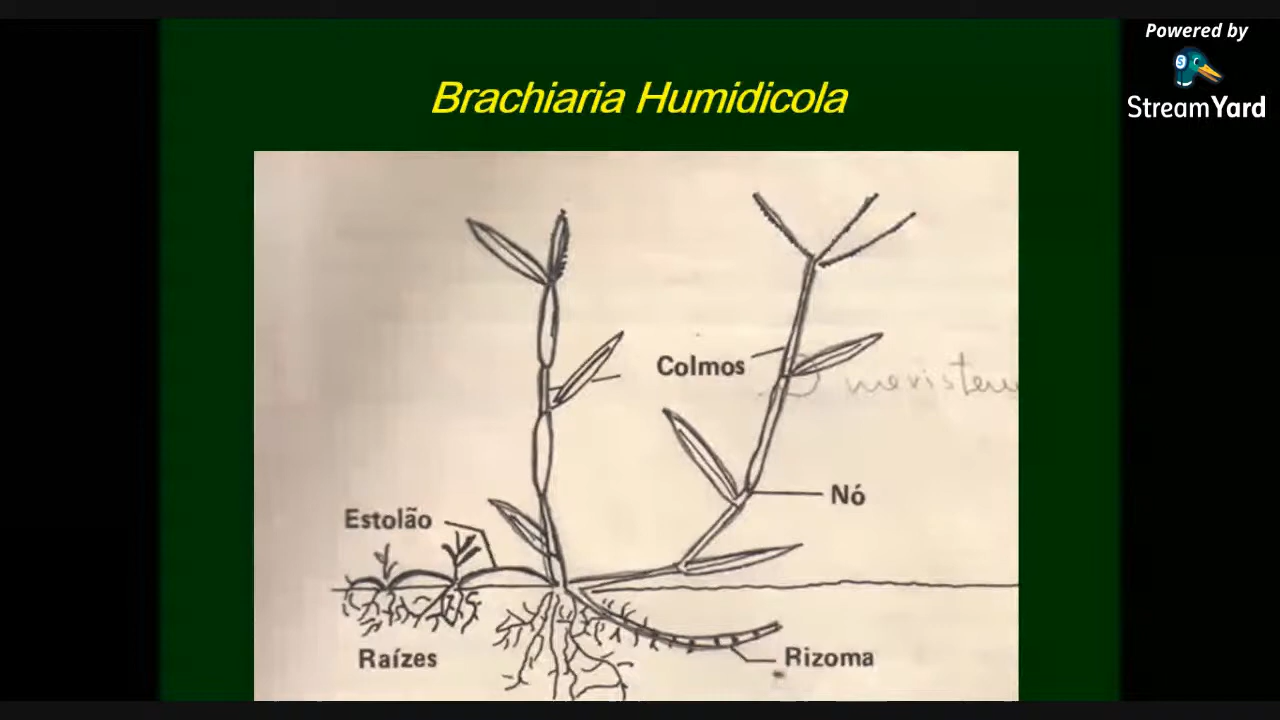 Powered by
StreamYard
Brachiaria Humidicola
Colmos
Nó
Estolão
Raízes
Rizoma